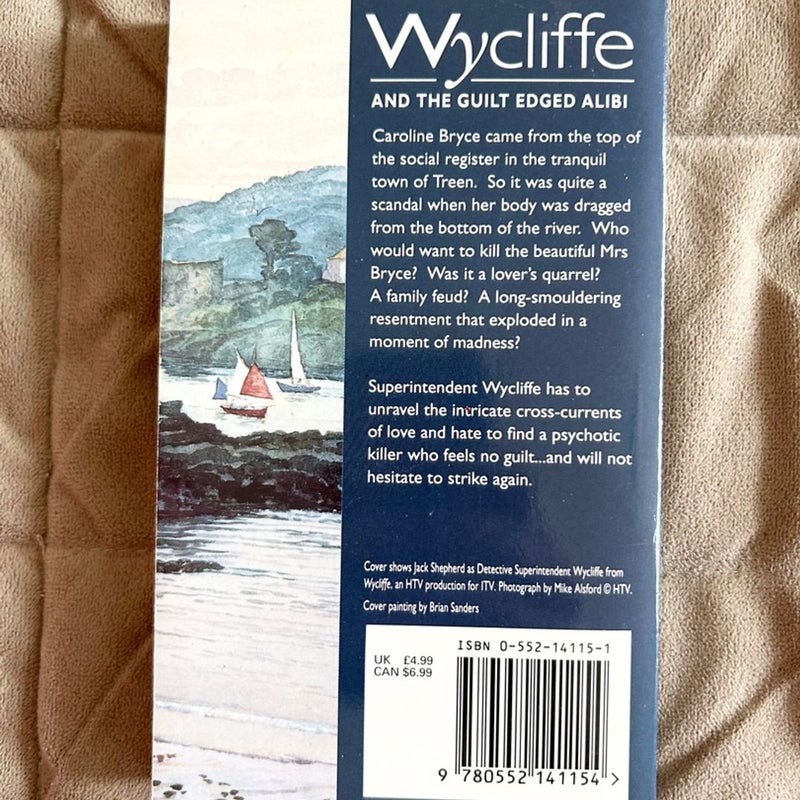 Wycliffe
AND THE GUILT EDGED ALIBI
Caroline Bryce came from the top of
the social register in the tranquil
town of Treen. So it was quite a
scandal when her body was dragged
from the bottom of the river. Who
would want to kill the beautiful Mrs
Bryce? Was it a lover's quarrel?
A family feud? A long-smouldering
resentment that exploded in a
moment of madness?
Superintendent Wycliffe has to
unravel the intricate cross-currents
of love and hate to find a psychotic
killer who feels no guilt...and will not
hesitate to strike again.
Cover shows Jack Shepherd as Detective Superintendent Wycliffe from
Wycliffe, an HTV production for ITV. Photograph by Mike Alsford © HTV.
Cover painting by Brian Sanders
ISBN 0-552-14115-1
UK £4.99
CAN $6.99
9 780552 141154 >